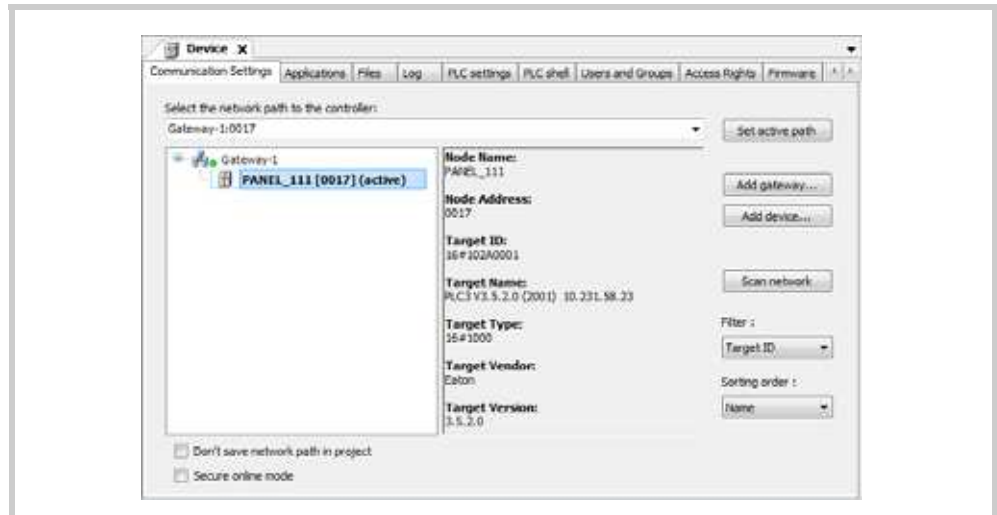 Device X
Communication Settings Applications Files Log PLC settings PLC shell Users and Groups Access Rights Firmware
Select the network path to the controller:
Gateway-1:0017
Set active path
Gateway-1
PANEL_111 [0017] (active)
Node Name:
PANEL_111
Node Address:
0017
Target ID:
16#102A0001
Target Name:
PLC3 V3.5.2.0 (2001) 10.231.58.23
Target Type:
16#1000
Target Vendor:
Eaton
Target Version:
3.5.2.0
Add gateway...
Add device...
Scan network
Filter :
Target ID
Sorting order :
Name
Don't save network path in project
Secure online mode